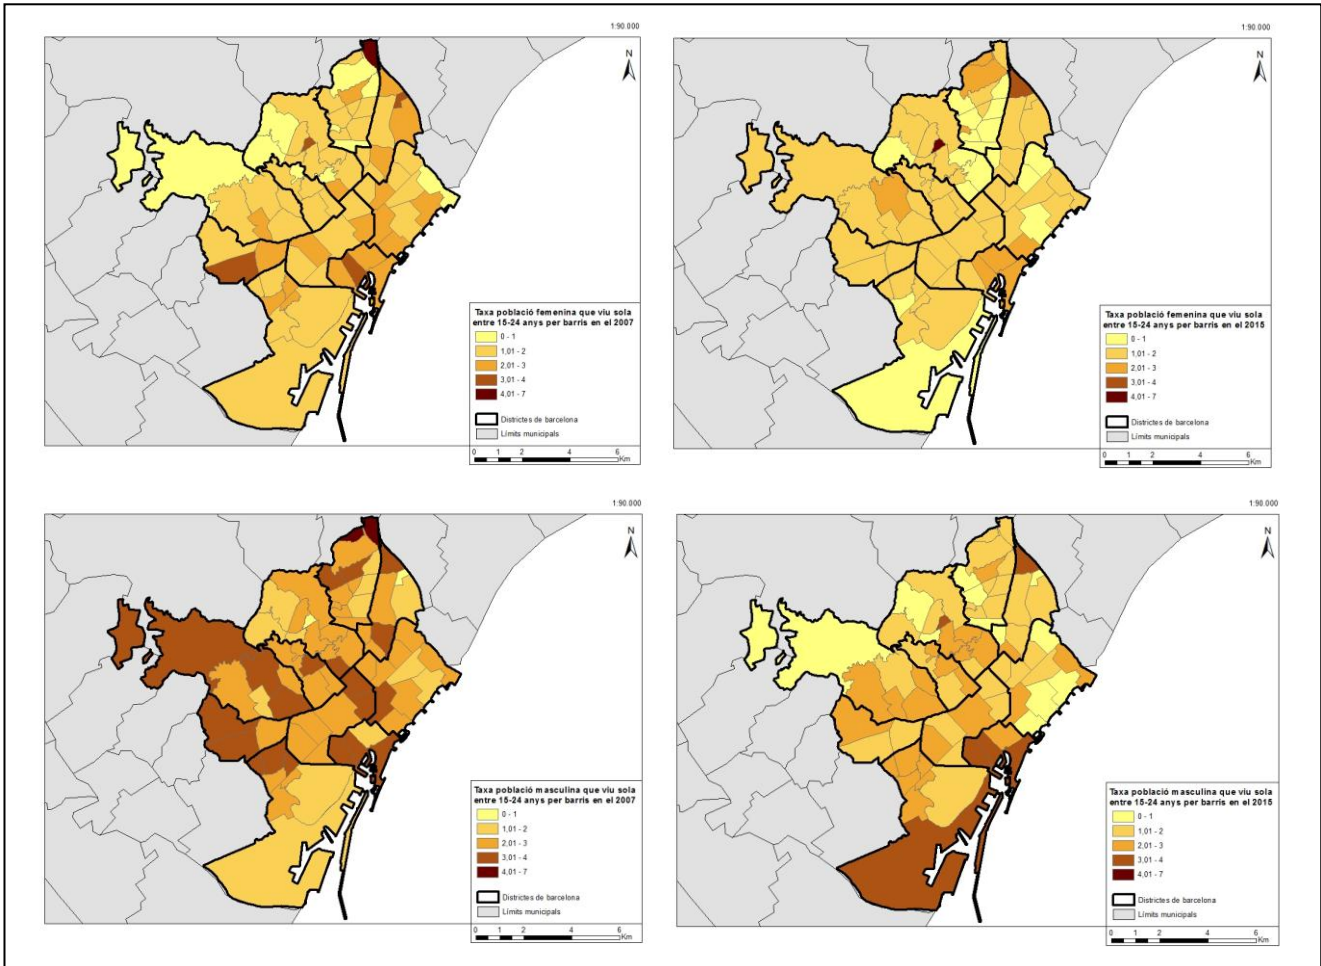 1:90.000
N
Taxa població femenina que viu sola
entre 15-24 anys per barris en el 2007
0 - 1
1,01 - 2
2,01 - 3
3,01 - 4
4,01 - 7
Districtes de barcelona
Límits municipals
0 1 2 4 6
Km
1:90.000
N
Taxa població femenina que viu sola
entre 15-24 anys per barris en el 2015
0 - 1
1,01 - 2
2,01 - 3
3,01 - 4
4,01 - 7
Districtes de barcelona
Límits municipals
0 1 2 4 6
Km
1:90.000
N
Taxa població masculina que viu sola
entre 15-24 anys per barris en el 2007
0 - 1
1,01 - 2
2,01 - 3
3,01 - 4
4,01 - 7
Districtes de barcelona
Límits municipals
0 1 2 4 6
Km
1:90.000
N
Taxa població masculina que viu sola
entre 15-24 anys per barris en el 2015
0 - 1
1,01 - 2
2,01 - 3
3,01 - 4
4,01 - 7
Districtes de barcelona
Límits municipals
0 1 2 4 6
Km